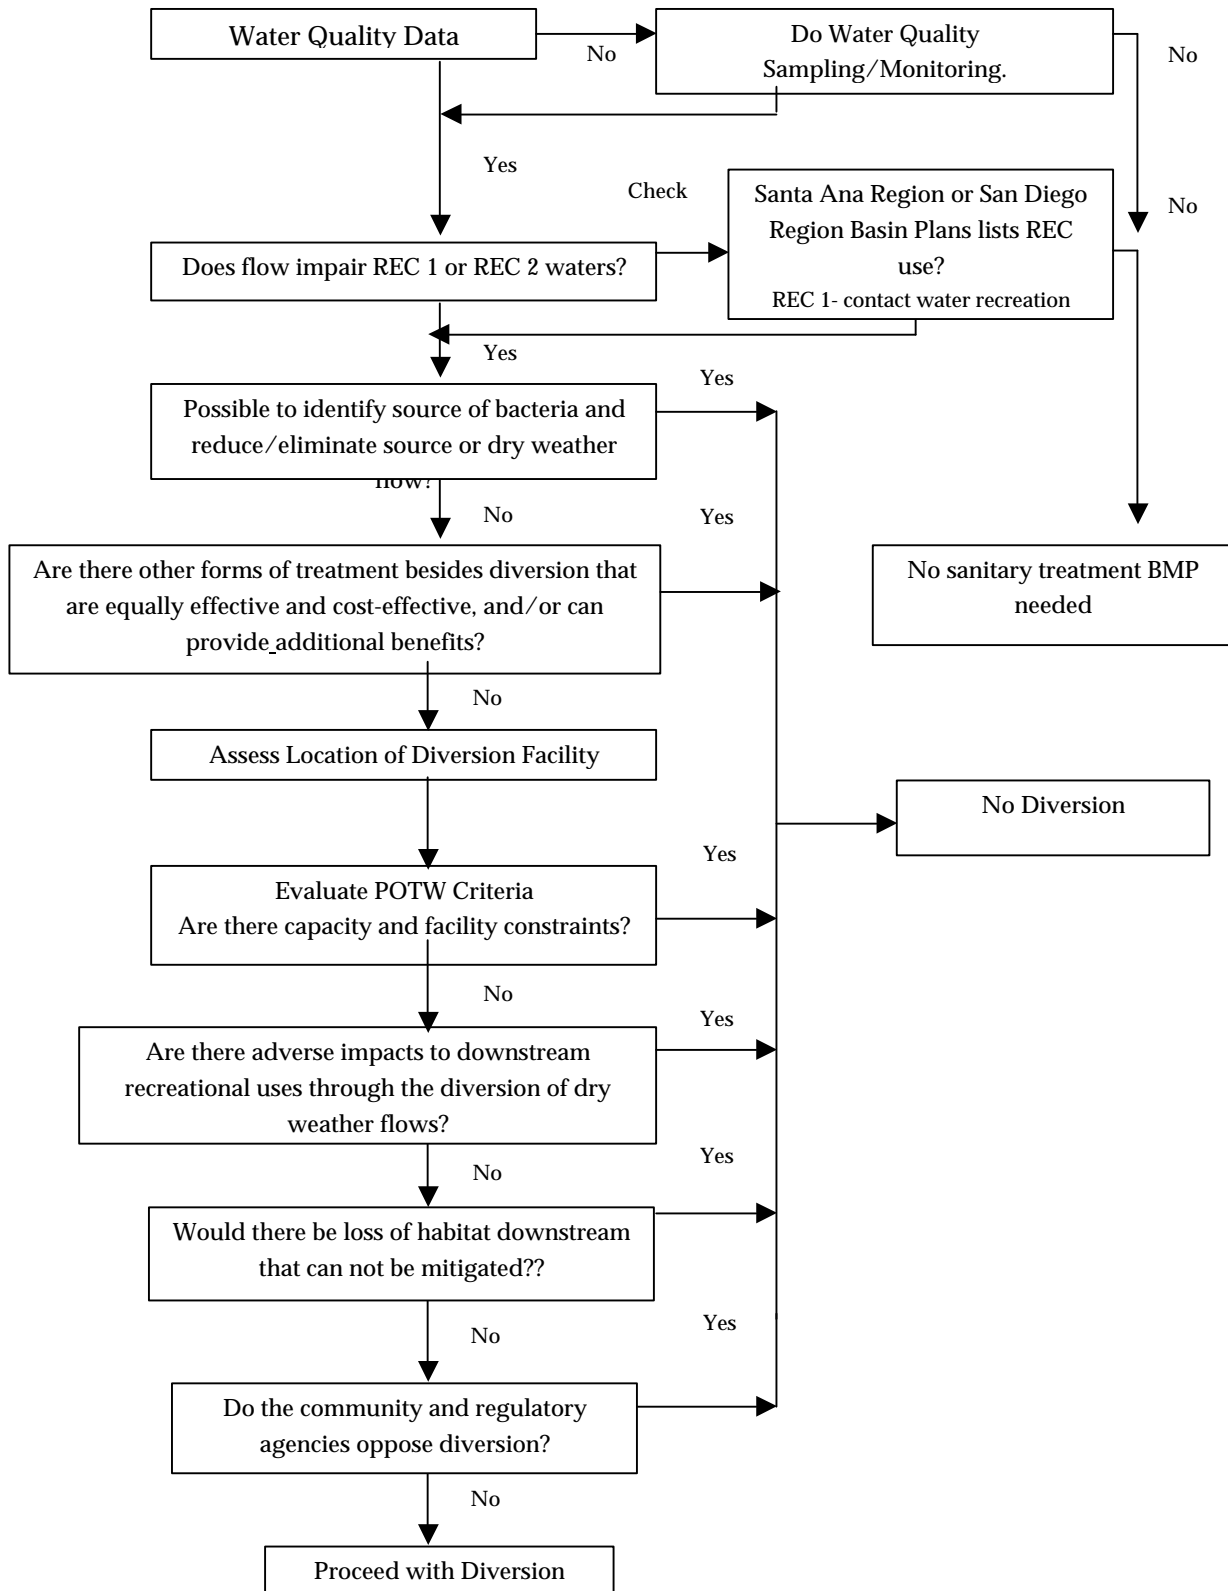 Water Quality Data
No
Do Water Quality
Sampling/Monitoring.
No
Yes
Check
Santa Ana Region or San Diego
Region Basin Plans lists REC
use?
REC 1- contact water recreation
No
Does flow impair REC 1 or REC 2 waters?
Yes
Yes
Possible to identify source of bacteria and
reduce/eliminate source or dry weather
flow?
No
Yes
Are there other forms of treatment besides diversion that
are equally effective and cost-effective, and/or can
provide additional benefits?
No sanitary treatment BMP
needed
No
Assess Location of Diversion Facility
No Diversion
Yes
Evaluate POTW Criteria
Are there capacity and facility constraints?
No
Yes
Are there adverse impacts to downstream
recreational uses through the diversion of dry
weather flows?
No
Yes
Would there be loss of habitat downstream
that can not be mitigated??
No
Yes
Do the community and regulatory
agencies oppose diversion?
No
Proceed with Diversion